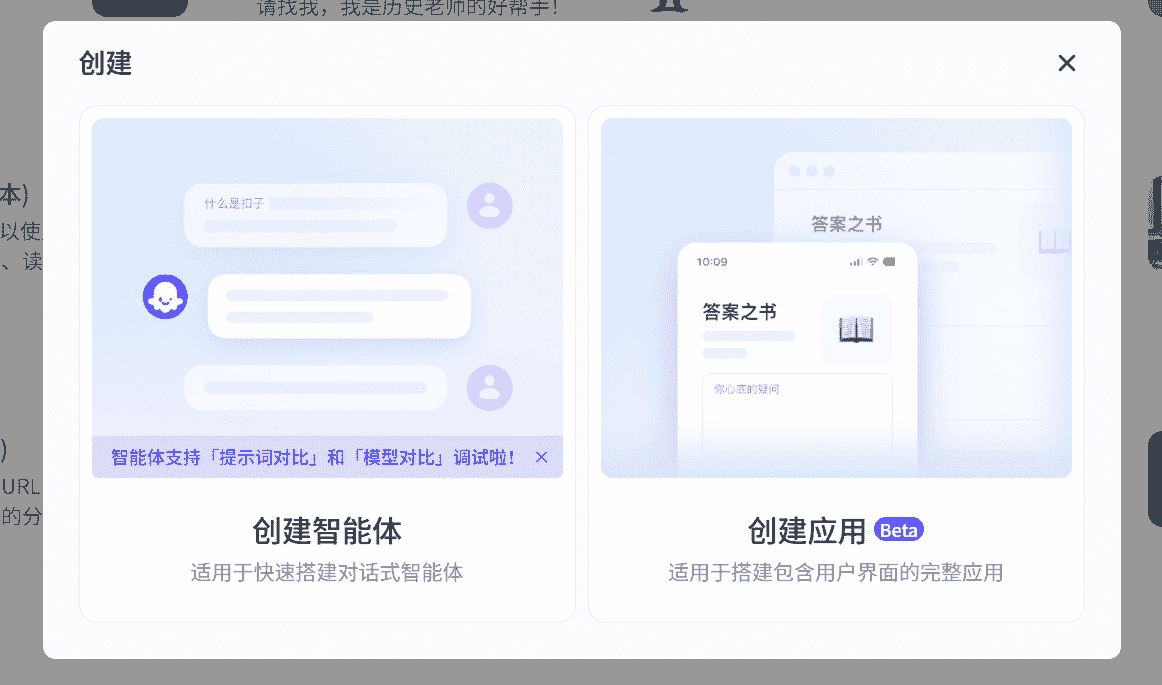 请找我，我是历史老师的好帮手！
创建
本）
以使
、读
）
URL
的分
什么是扣子
智能体支持「提示词对比」和「模型对比」调试啦！
创建智能体
适用于快速搭建对话式智能体
答案之书
10:09
答案之书
你心底的疑问
创建应用 Beta
适用于搭建包含用户界面的完整应用